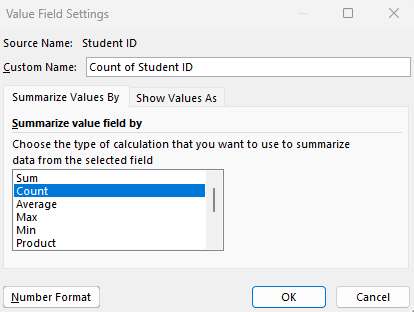 Value Field Settings
Source Name: Student ID
Custom Name: Count of Student ID
Summarize Values By Show Values As
Summarize value field by
Choose the type of calculation that you want to use to summarize
data from the selected field
Sum
Count
Average
Max
Min
Product
Number Format OK Cancel